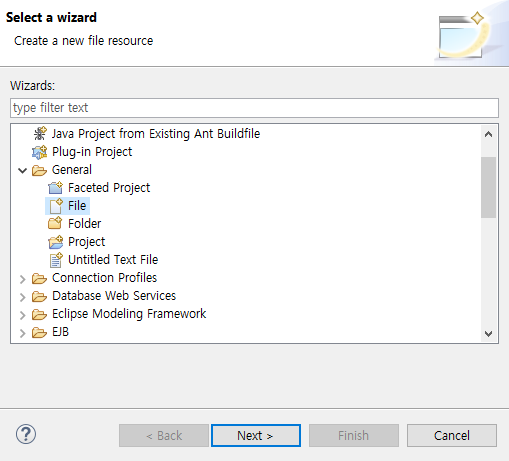 Select a wizard
Create a new file resource
Wizards:
type filter text
Java Project from Existing Ant Buildfile
Plug-in Project
General
Faceted Project
File
Folder
Project
Untitled Text File
Connection Profiles
Database Web Services
Eclipse Modeling Framework
EJB
?
< Back
Next >
Finish
Cancel